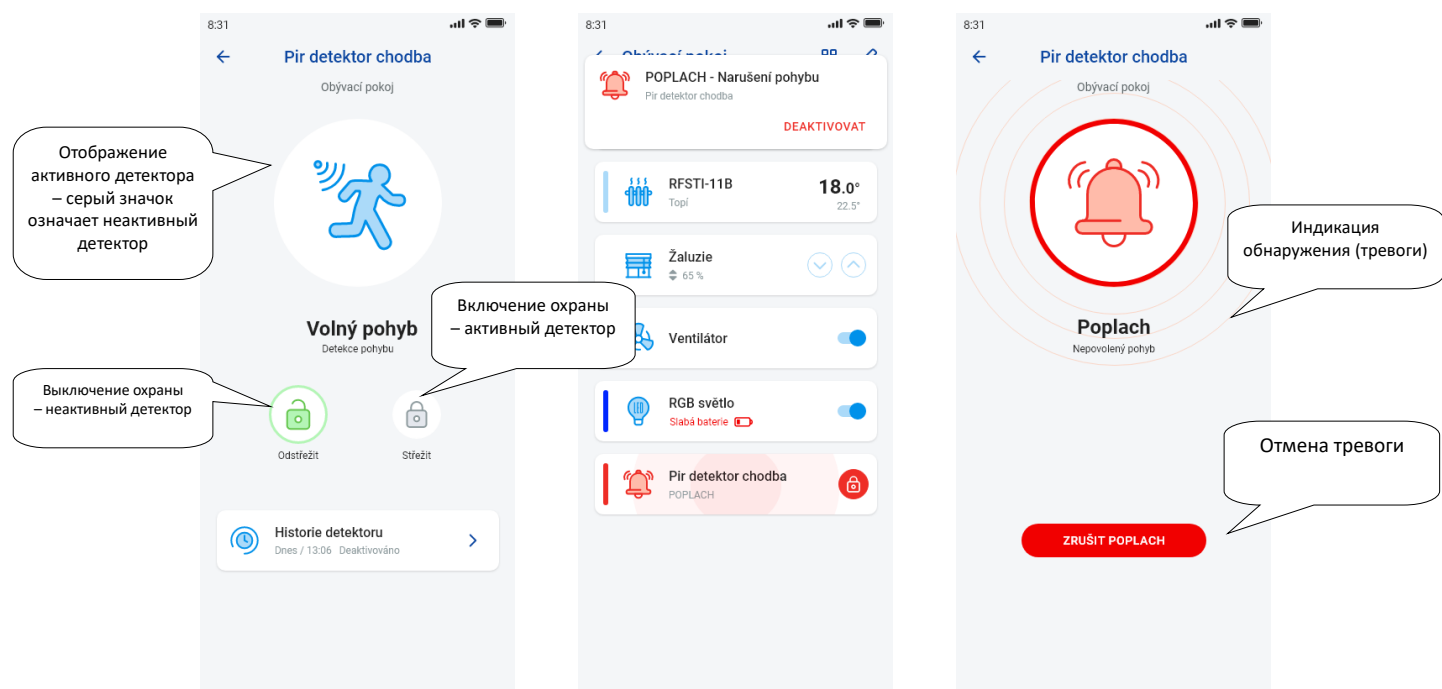 8:31
Pir detektor chodba
Obývací pokoj
Отображение
активного детектора
– серый значок
означает неактивный
детектор
Volný pohyb
Detekce pohybu
Включение охраны
– активный детектор
Выключение охраны
– неактивный детектор
Odstřežit
Střežit
Historie detektoru
Dnes / 13:06 Deaktivováno
8:31
Obývací pokoj
POPLACH - Narušení pohybu
Pir detektor chodba
DEAKTIVOVAT
RFSTI-11B
Topí
18.0°
22.5°
Žaluzie
65 %
Ventilátor
RGB světlo
Slabá baterie
Pir detektor chodba
POPLACH
8:31
Pir detektor chodba
Obývací pokoj
Индикация
обнаружения (тревоги)
Poplach
Nepovolený pohyb
Отмена тревоги
ZRUŠIT POPLACH